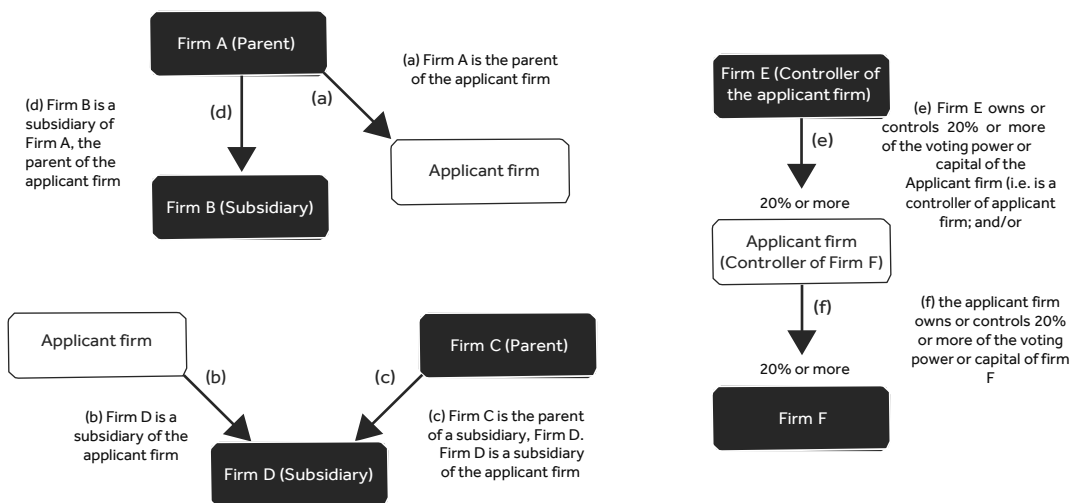 Firm A (Parent)
(a) Firm A is the parent
of the applicant firm
(d)
(a)
(d) Firm B is a
subsidiary of
Firm A, the
parent of the
applicant firm
Applicant firm
Firm B (Subsidiary)
Applicant firm
Firm C (Parent)
(b)
(c)
(b) Firm D is a
subsidiary of the
applicant firm
(c) Firm C is the parent
of a subsidiary, Firm D.
Firm D is a subsidiary
of the applicant firm
Firm D (Subsidiary)
Firm E (Controller of
the applicant firm)
(e)
(e) Firm E owns or
controls 20% or more
of the voting power or
capital of the
Applicant firm (i.e. is a
controller of applicant
firm; and/or
20% or more
Applicant firm
(Controller of Firm F)
(f)
(f) the applicant firm
owns or controls 20%
or more of the voting
power or capital of firm
F
20% or more
Firm F